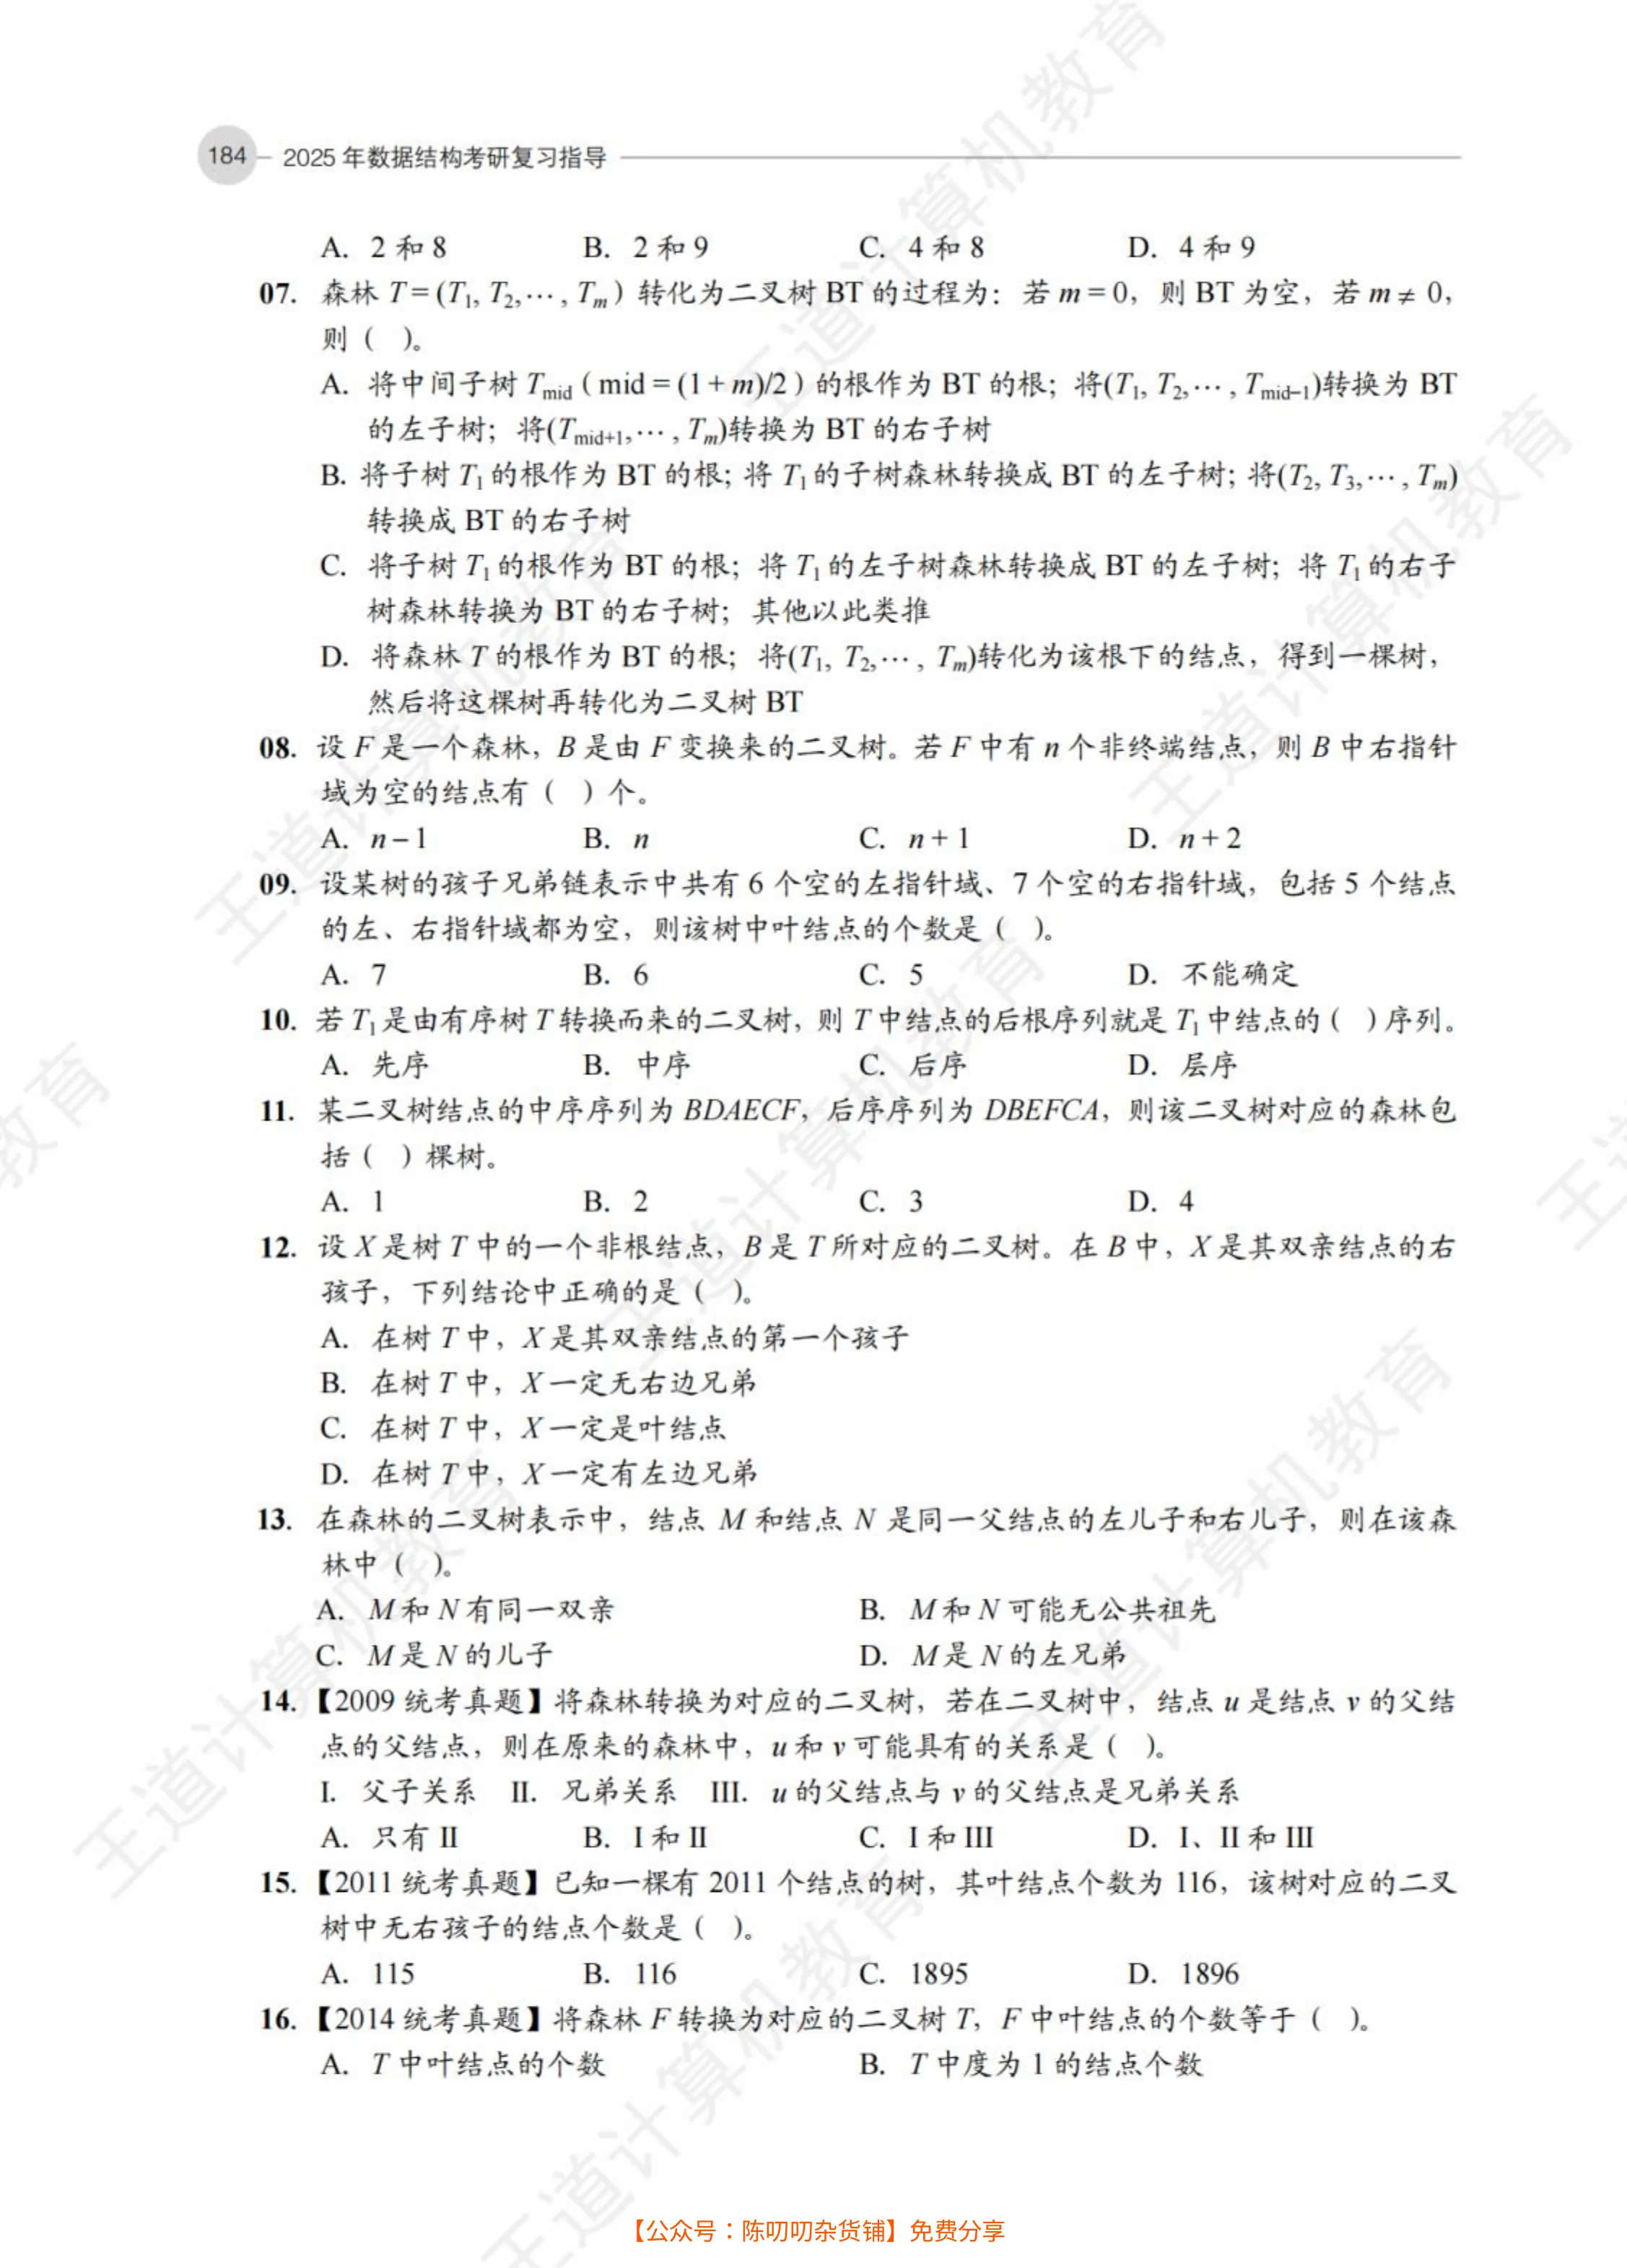 184 2025 年数据结构考研复习指导
A. 2 和 8 B. 2 和 9 C. 4 和 8 D. 4 和 9
07. 森林 T = (T1, T2,⋯, Tm) 转化为二叉树 BT 的过程为：若 m = 0，则 BT 为空，若 m ≠ 0，
则（ ）。
A. 将中间子树 Tmid（mid = (1 + m)/2）的根作为 BT 的根；将(T1, T2,⋯, Tmid–1)转换为 BT
的左子树；将(Tmid+1,⋯, Tm)转换为 BT 的右子树
B. 将子树 T1 的根作为 BT 的根；将 T1 的子树森林转换成 BT 的左子树；将(T2, T3,⋯, Tm)
转换成 BT 的右子树
C. 将子树 T1 的根作为 BT 的根；将 T1 的左子树森林转换成 BT 的左子树；将 T1 的右子
树森林转换为 BT 的右子树；其他以此类推
D. 将森林 T 的根作为 BT 的根；将(T1, T2,⋯, Tm)转化为该根下的结点，得到一棵树，
然后将这棵树再转化为二叉树 BT
08. 设 F 是一个森林，B 是由 F 变换来的二叉树。若 F 中有 n 个非终端结点，则 B 中右指针
域为空的结点有（ ）个。
A. n – 1 B. n C. n + 1 D. n + 2
09. 设某树的孩子兄弟链表示中共有 6 个空的左指针域、7 个空的右指针域，包括 5 个结点
的左、右指针域都为空，则该树中叶结点的个数是（ ）。
A. 7 B. 6 C. 5 D. 不能确定
10. 若 T1 是由有序树 T 转换而来的二叉树，则 T 中结点的后根序列就是 T1 中结点的（ ）序列。
A. 先序 B. 中序 C. 后序 D. 层序
11. 某二叉树结点的中序序列为 BDAECF，后序序列为 DBEFCA，则该二叉树对应的森林包
括（ ）棵树。
A. 1 B. 2 C. 3 D. 4
12. 设 X 是树 T 中的一个非根结点，B 是 T 所对应的二叉树。在 B 中，X 是其双亲结点的右
孩子，下列结论中正确的是（ ）。
A. 在树 T 中，X 是其双亲结点的第一个孩子
B. 在树 T 中，X 一定无右边兄弟
C. 在树 T 中，X 一定是叶结点
D. 在树 T 中，X 一定有左边兄弟
13. 在森林的二叉树表示中，结点 M 和结点 N 是同一父结点的左儿子和右儿子，则在该森
林中（ ）。
A. M 和 N 有同一双亲 B. M 和 N 可能无公共祖先
C. M 是 N 的儿子 D. M 是 N 的左兄弟
14. 【2009 统考真题】将森林转换为对应的二叉树，若在二叉树中，结点 u 是结点 v 的父结
点的父结点，则在原来的森林中，u 和 v 可能具有的关系是（ ）。
I. 父子关系 II. 兄弟关系 III. u 的父结点与 v 的父结点是兄弟关系
A. 只有 II B. I 和 II C. I 和 III D. I、II 和 III
15. 【2011 统考真题】已知一棵有 2011 个结点的树，其叶结点个数为 116，该树对应的二叉
树中无右孩子的结点个数是（ ）。
A. 115 B. 116 C. 1895 D. 1896
16. 【2014 统考真题】将森林 F 转换为对应的二叉树 T，F 中叶结点的个数等于（ ）。
A. T 中叶结点的个数 B. T 中度为 1 的结点个数
【公众号：陈叨叨杂货铺】免费分享